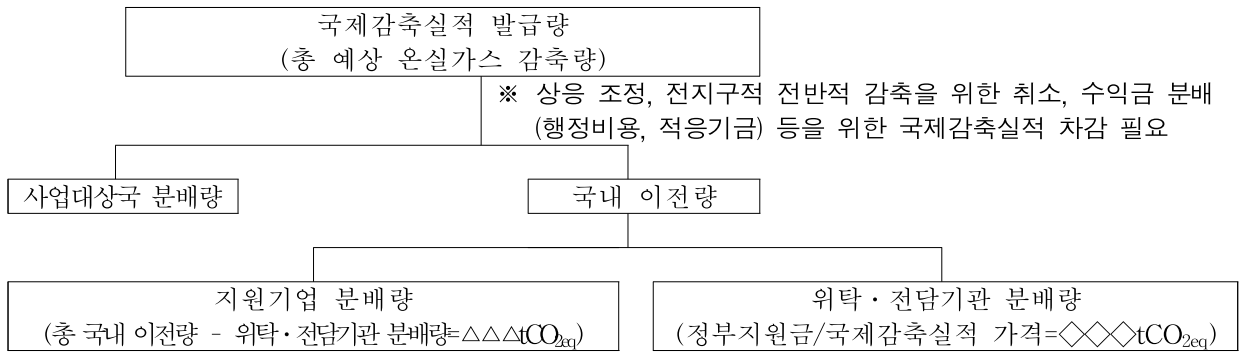 국제감축실적 발급량
(총 예상 온실가스 감축량)
※ 상응 조정, 전지구적 전반적 감축을 위한 취소, 수익금 분배
(행정비용, 적응기금) 등을 위한 국제감축실적 차감 필요
사업대상국 분배량
국내 이전량
지원기업 분배량
(총 국내 이전량 - 위탁·전담기관 분배량=△△△tCO2eq)
위탁·전담기관 분배량
(정부지원금/국제감축실적 가격=◇◇◇tCO2eq)